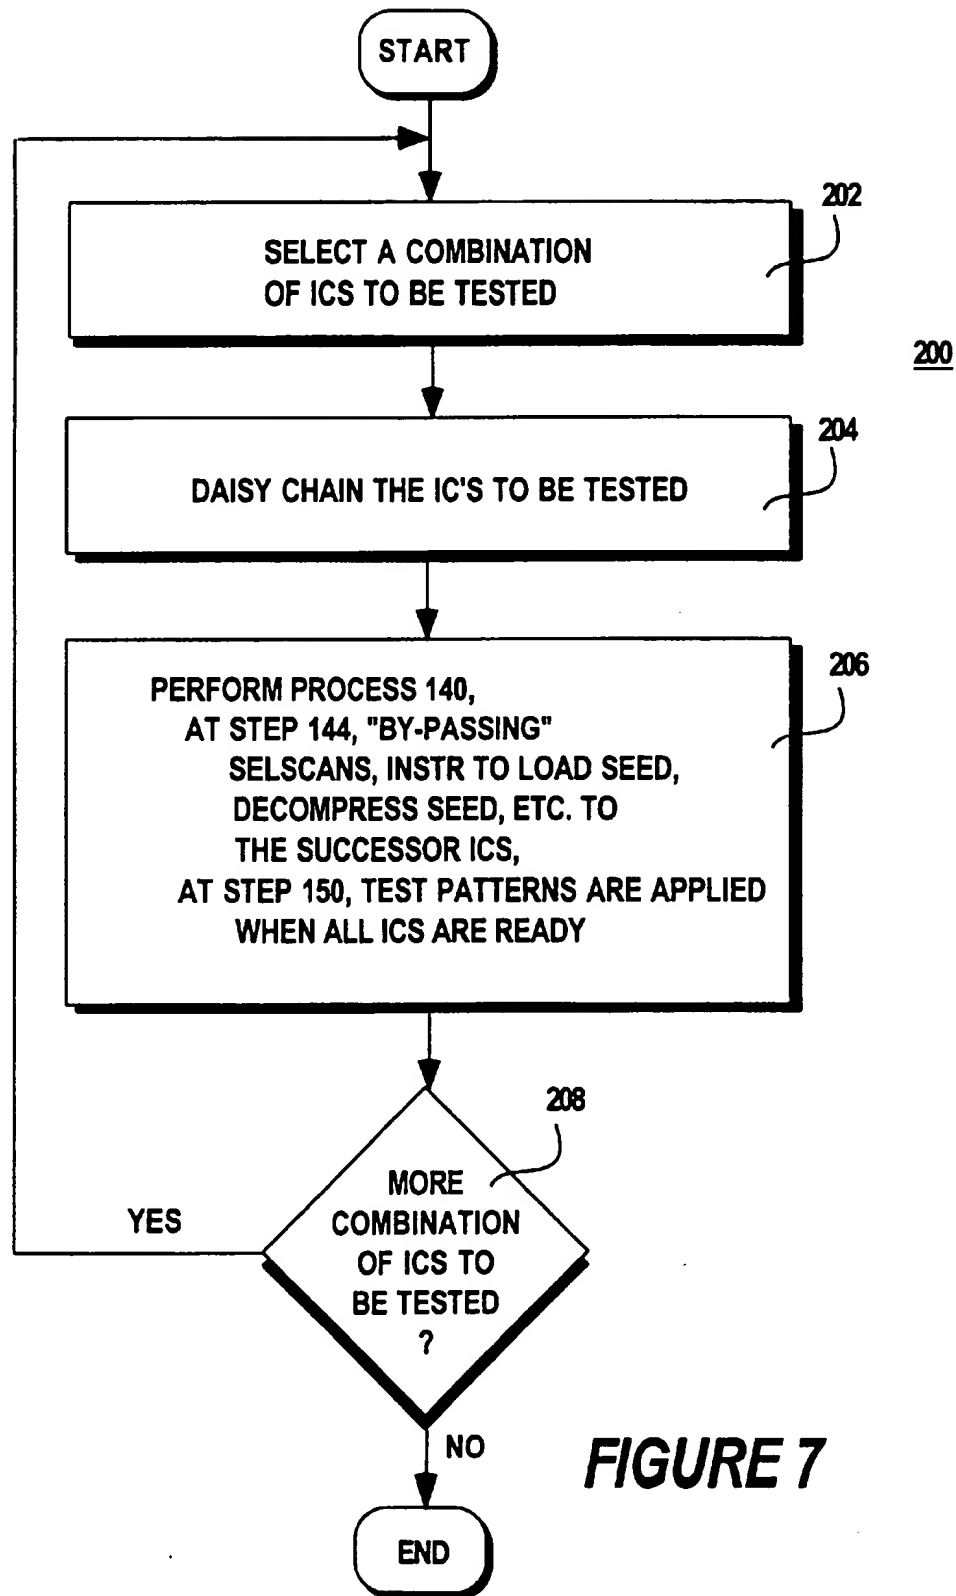 START
202
SELECT A COMBINATION
OF ICS TO BE TESTED
200
204
DAISY CHAIN THE IC'S TO BE TESTED
206
PERFORM PROCESS 140,
AT STEP 144, "BY-PASSING"
SELSCANS, INSTR TO LOAD SEED,
DECOMPRESS SEED, ETC. TO
THE SUCCESSOR ICS,
AT STEP 150, TEST PATTERNS ARE APPLIED
WHEN ALL ICS ARE READY
208
MORE
COMBINATION
OF ICS TO
BE TESTED
?
YES
NO
FIGURE 7
END